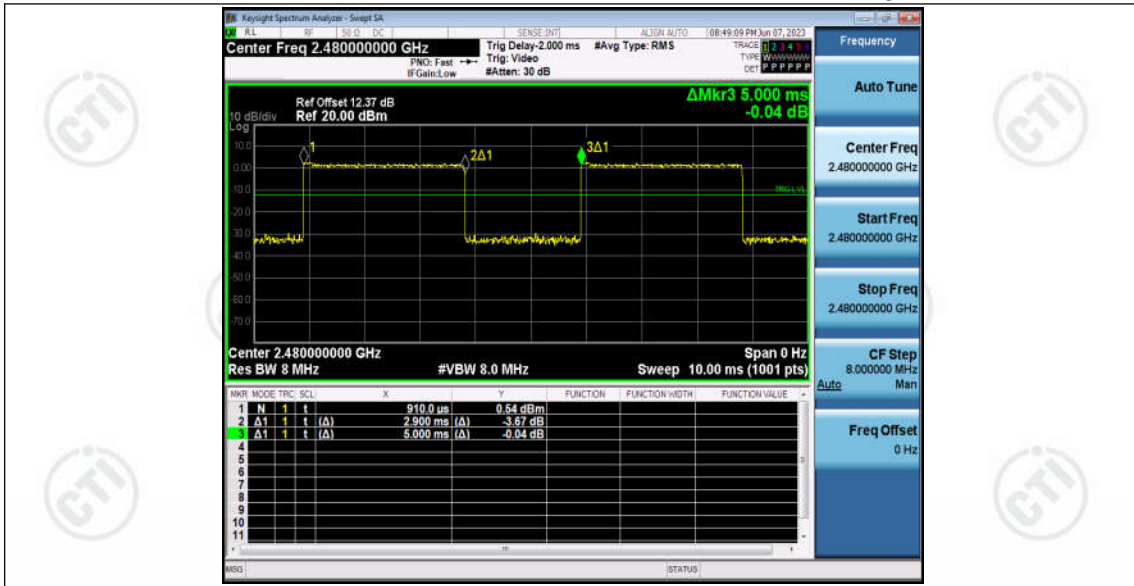 Keysight Spectrum Analyzer - Swept SA
RL RF 50 Ω DC SENSE:INT ALIGN AUTO 08:49:09 PM Jun 07, 2023
Center Freq 2.480000000 GHz Trig Delay-2.000 ms #Avg Type: RMS TRACE 1 2 3 4 5 6
PNO: Fast Trig: Video TYPE WWWWWW
IFGain:Low #Atten: 30 dB DET P P P P P P
Frequency
ΔMkr3 5.000 ms
-0.04 dB
Ref Offset 12.37 dB
10 dB/div Ref 20.00 dBm
Log
10.0
0.00
-10.0
-20.0
-30.0
-40.0
-50.0
-60.0
-70.0
1
2Δ1
3Δ1
TRIG LVL
Center 2.480000000 GHz Span 0 Hz
Res BW 8 MHz #VBW 8.0 MHz Sweep 10.00 ms (1001 pts)
MKR MODE TRC SCL X Y FUNCTION FUNCTION WIDTH FUNCTION VALUE
1 N 1 t 910.0 µs 0.54 dBm
2 Δ1 1 t (Δ) 2.900 ms (Δ) -3.67 dB
3 Δ1 1 t (Δ) 5.000 ms (Δ) -0.04 dB
4
5
6
7
8
9
10
11
MSG STATUS
Auto Tune
Center Freq
2.480000000 GHz
Start Freq
2.480000000 GHz
Stop Freq
2.480000000 GHz
CF Step
8.000000 MHz
Auto Man
Freq Offset
0 Hz
CTI
CTI
CTI
CTI